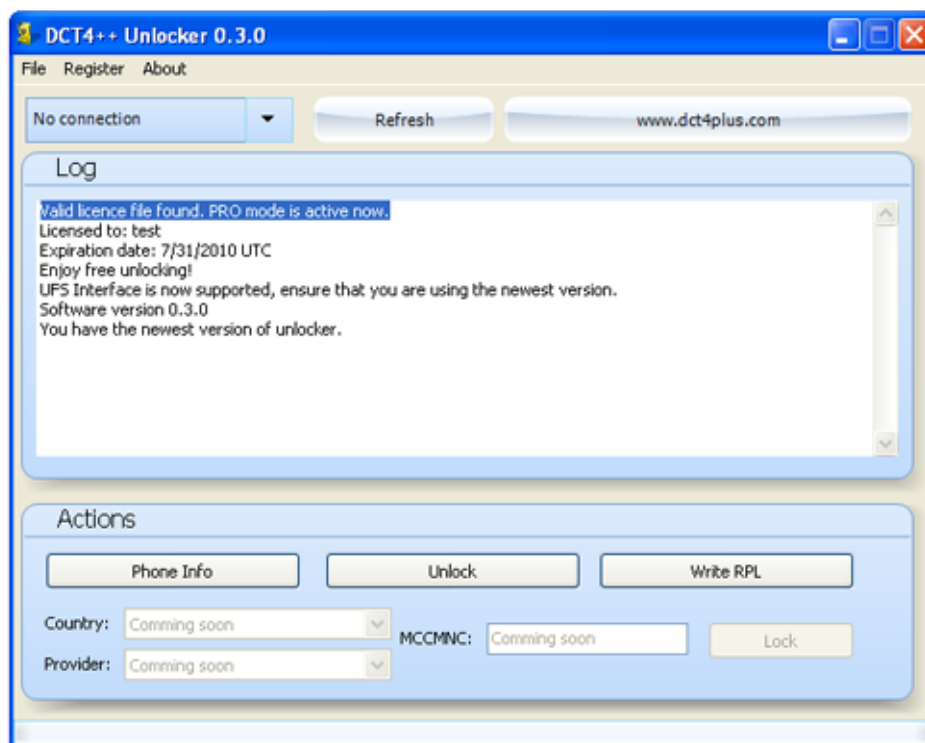 DCT4++ Unlocker 0.3.0
File Register About
No connection Refresh www.dct4plus.com
Log
Valid licence file found. PRO mode is active now.
Licensed to: test
Expiration date: 7/31/2010 UTC
Enjoy free unlocking!
UFS Interface is now supported, ensure that you are using the newest version.
Software version 0.3.0
You have the newest version of unlocker.
Actions
Phone Info Unlock Write RPL
Country: Comming soon
MCCMNC: Comming soon Lock
Provider: Comming soon